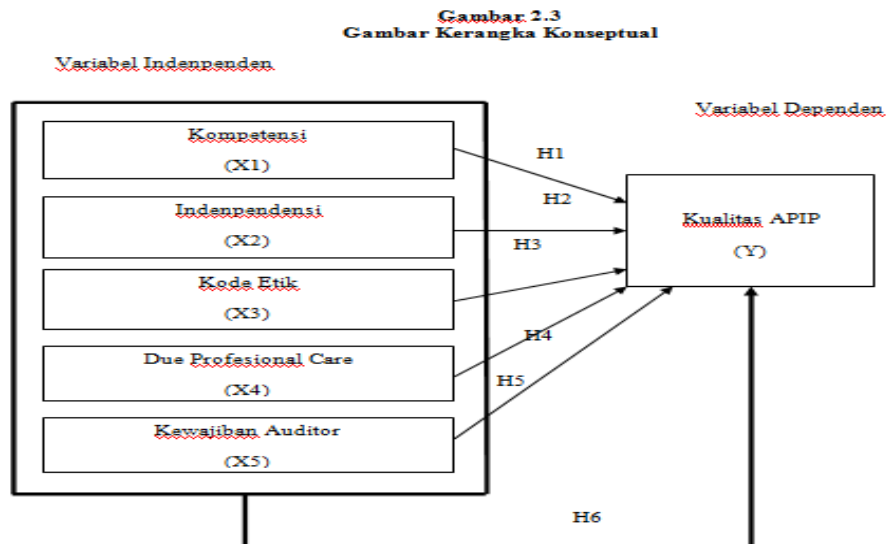 Gambar 2.3
Gambar Kerangka Konseptual
Variabel Indenpenden
Variabel Dependen
Kompetensi
(X1)
Indenpendensi
(X2)
Kode Etik
(X3)
Due Profesional Care
(X4)
Kewajiban Auditor
(X5)
H1
H2
H3
H4
H5
Kualitas APIP
(Y)
H6